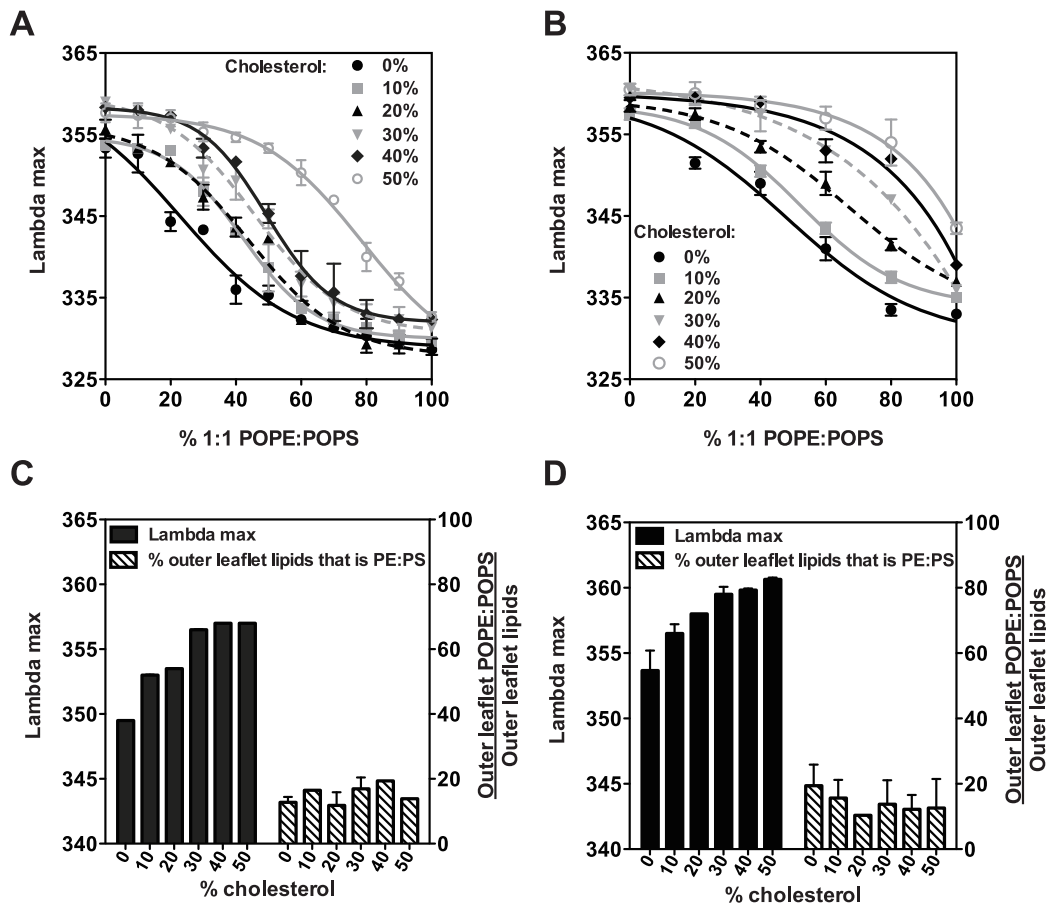 A
365
355
345
335
325
Lambda max
0 20 40 60 80 100
% 1:1 POPE:POPS
Cholesterol:
0%
10%
20%
30%
40%
50%
B
365
355
345
335
325
Lambda max
0 20 40 60 80 100
% 1:1 POPE:POPS
Cholesterol:
0%
10%
20%
30%
40%
50%
C
365
360
355
350
345
340
Lambda max
Lambda max
% outer leaflet lipids that is PE:PS
100
80
60
40
20
0
Outer leaflet POPE:POPS
Outer leaflet lipids
0 10 20 30 40 50 0 10 20 30 40 50
% cholesterol
D
365
360
355
350
345
340
Lambda max
Lambda max
% outer leaflet lipids that is PE:PS
100
80
60
40
20
0
Outer leaflet POPE:POPS
Outer leaflet lipids
0 10 20 30 40 50 0 10 20 30 40 50
% cholesterol